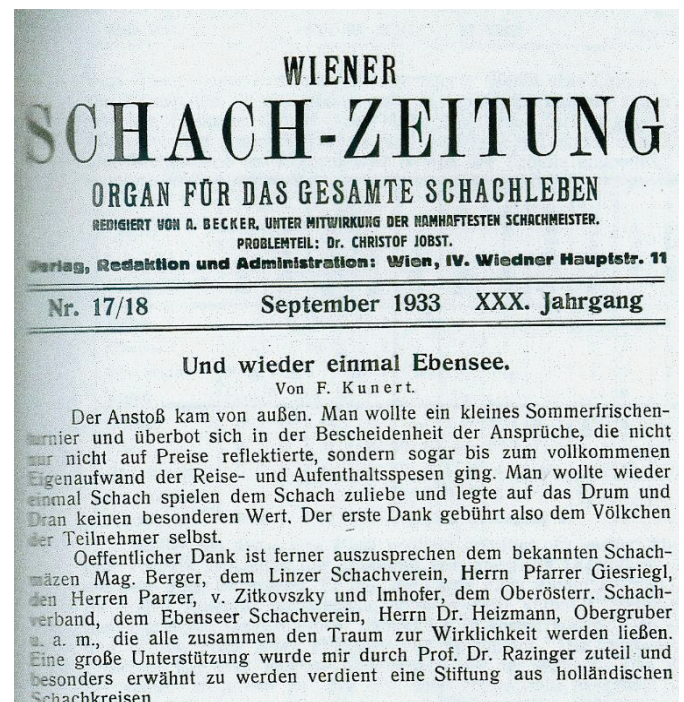 WIENER
SCHACH-ZEITUNG
ORGAN FÜR DAS GESAMTE SCHACHLEBEN
REDIGIERT VON A. BECKER, UNTER MITWIRKUNG DER NAMHAFTESTEN SCHACHMEISTER.
PROBLEMTEIL: Dr. CHRISTOF JOBST.
Verlag, Redaktion und Administration: Wien, IV. Wiedner Hauptstr. 11
Nr. 17/18 September 1933 XXX. Jahrgang
Und wieder einmal Ebensee.
Von F. Kunert.
Der Anstoß kam von außen. Man wollte ein kleines Sommerfrischen-
turnier und überbot sich in der Bescheidenheit der Ansprüche, die nicht
nur nicht auf Preise reflektierte, sondern sogar bis zum vollkommenen
Eigenaufwand der Reise- und Aufenthaltsspesen ging. Man wollte wieder
einmal Schach spielen dem Schach zuliebe und legte auf das Drum und
Dran keinen besonderen Wert. Der erste Dank gebührt also dem Völkchen
der Teilnehmer selbst.
Oeffentlicher Dank ist ferner auszusprechen dem bekannten Schach-
mäzen Mag. Berger, dem Linzer Schachverein, Herrn Pfarrer Giesriegl,
den Herren Parzer, v. Zitkovszky und Imhofer, dem Oberösterr. Schach-
verband, dem Ebenseer Schachverein, Herrn Dr. Heizmann, Obergruber
u. a. m., die alle zusammen den Traum zur Wirklichkeit werden ließen.
Eine große Unterstützung wurde mir durch Prof. Dr. Razinger zuteil und
besonders erwähnt zu werden verdient eine Stiftung aus holländischen
Schachkreisen